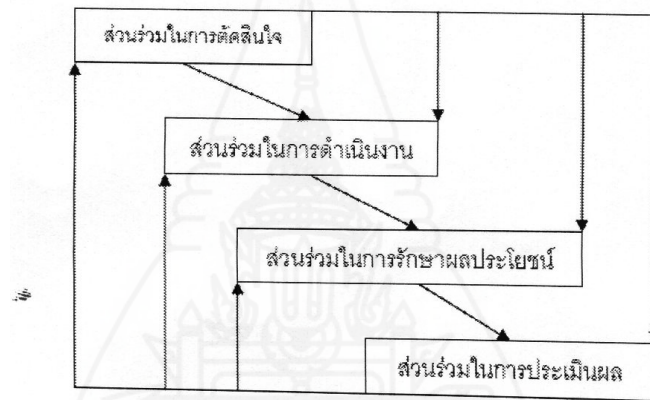 ส่วนร่วมในการตัดสินใจ
ส่วนร่วมในการดำเนินงาน
ส่วนร่วมในการรักษาผลประโยชน์
ส่วนร่วมในการประเมินผล